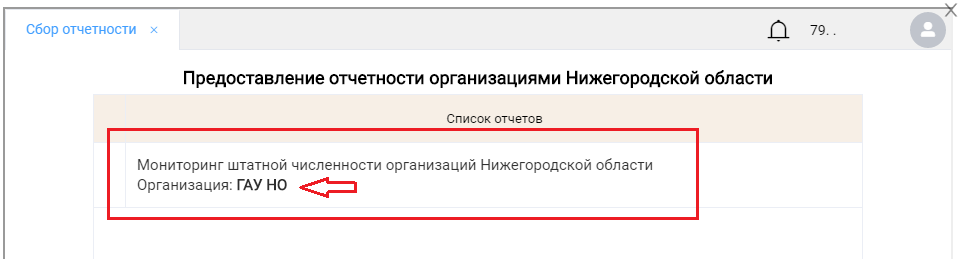 Сбор отчетности ×
79. .
Предоставление отчетности организациями Нижегородской области
Список отчетов
Мониторинг штатной численности организаций Нижегородской области
Организация: ГАУ НО